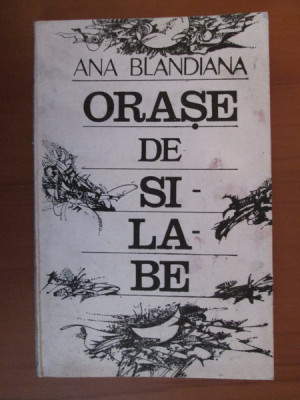 ANA BLANDIANA
ORAȘE
DE
SI-
LA-
BE